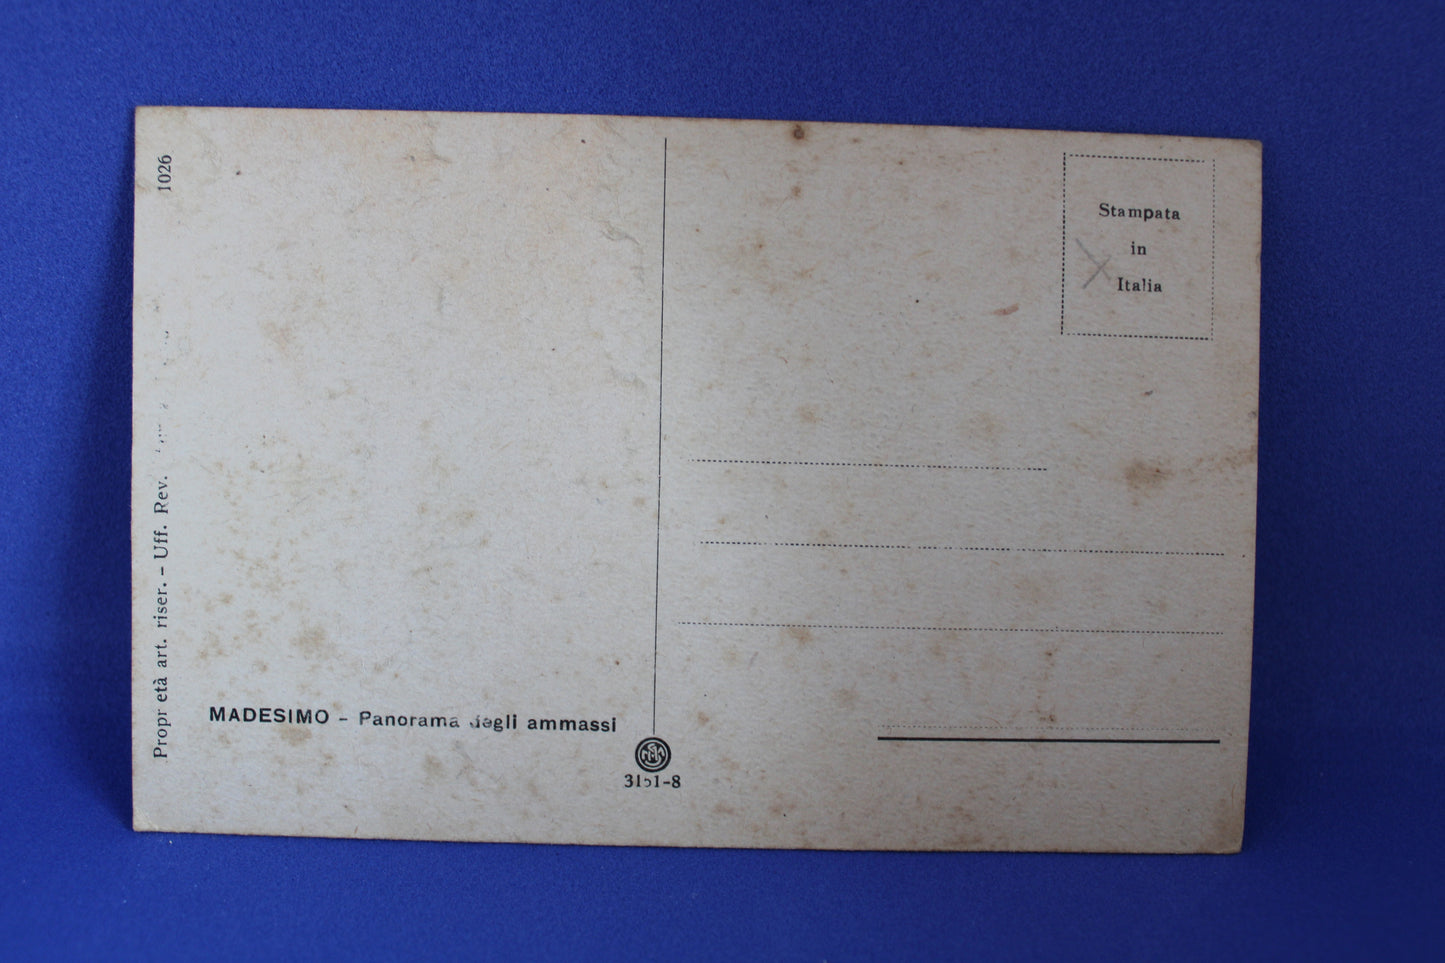 1026
Propr età art. riser. - Uff. Rev.
Stampata
in
Italia
MADESIMO - Panorama degli ammassi
3151-8